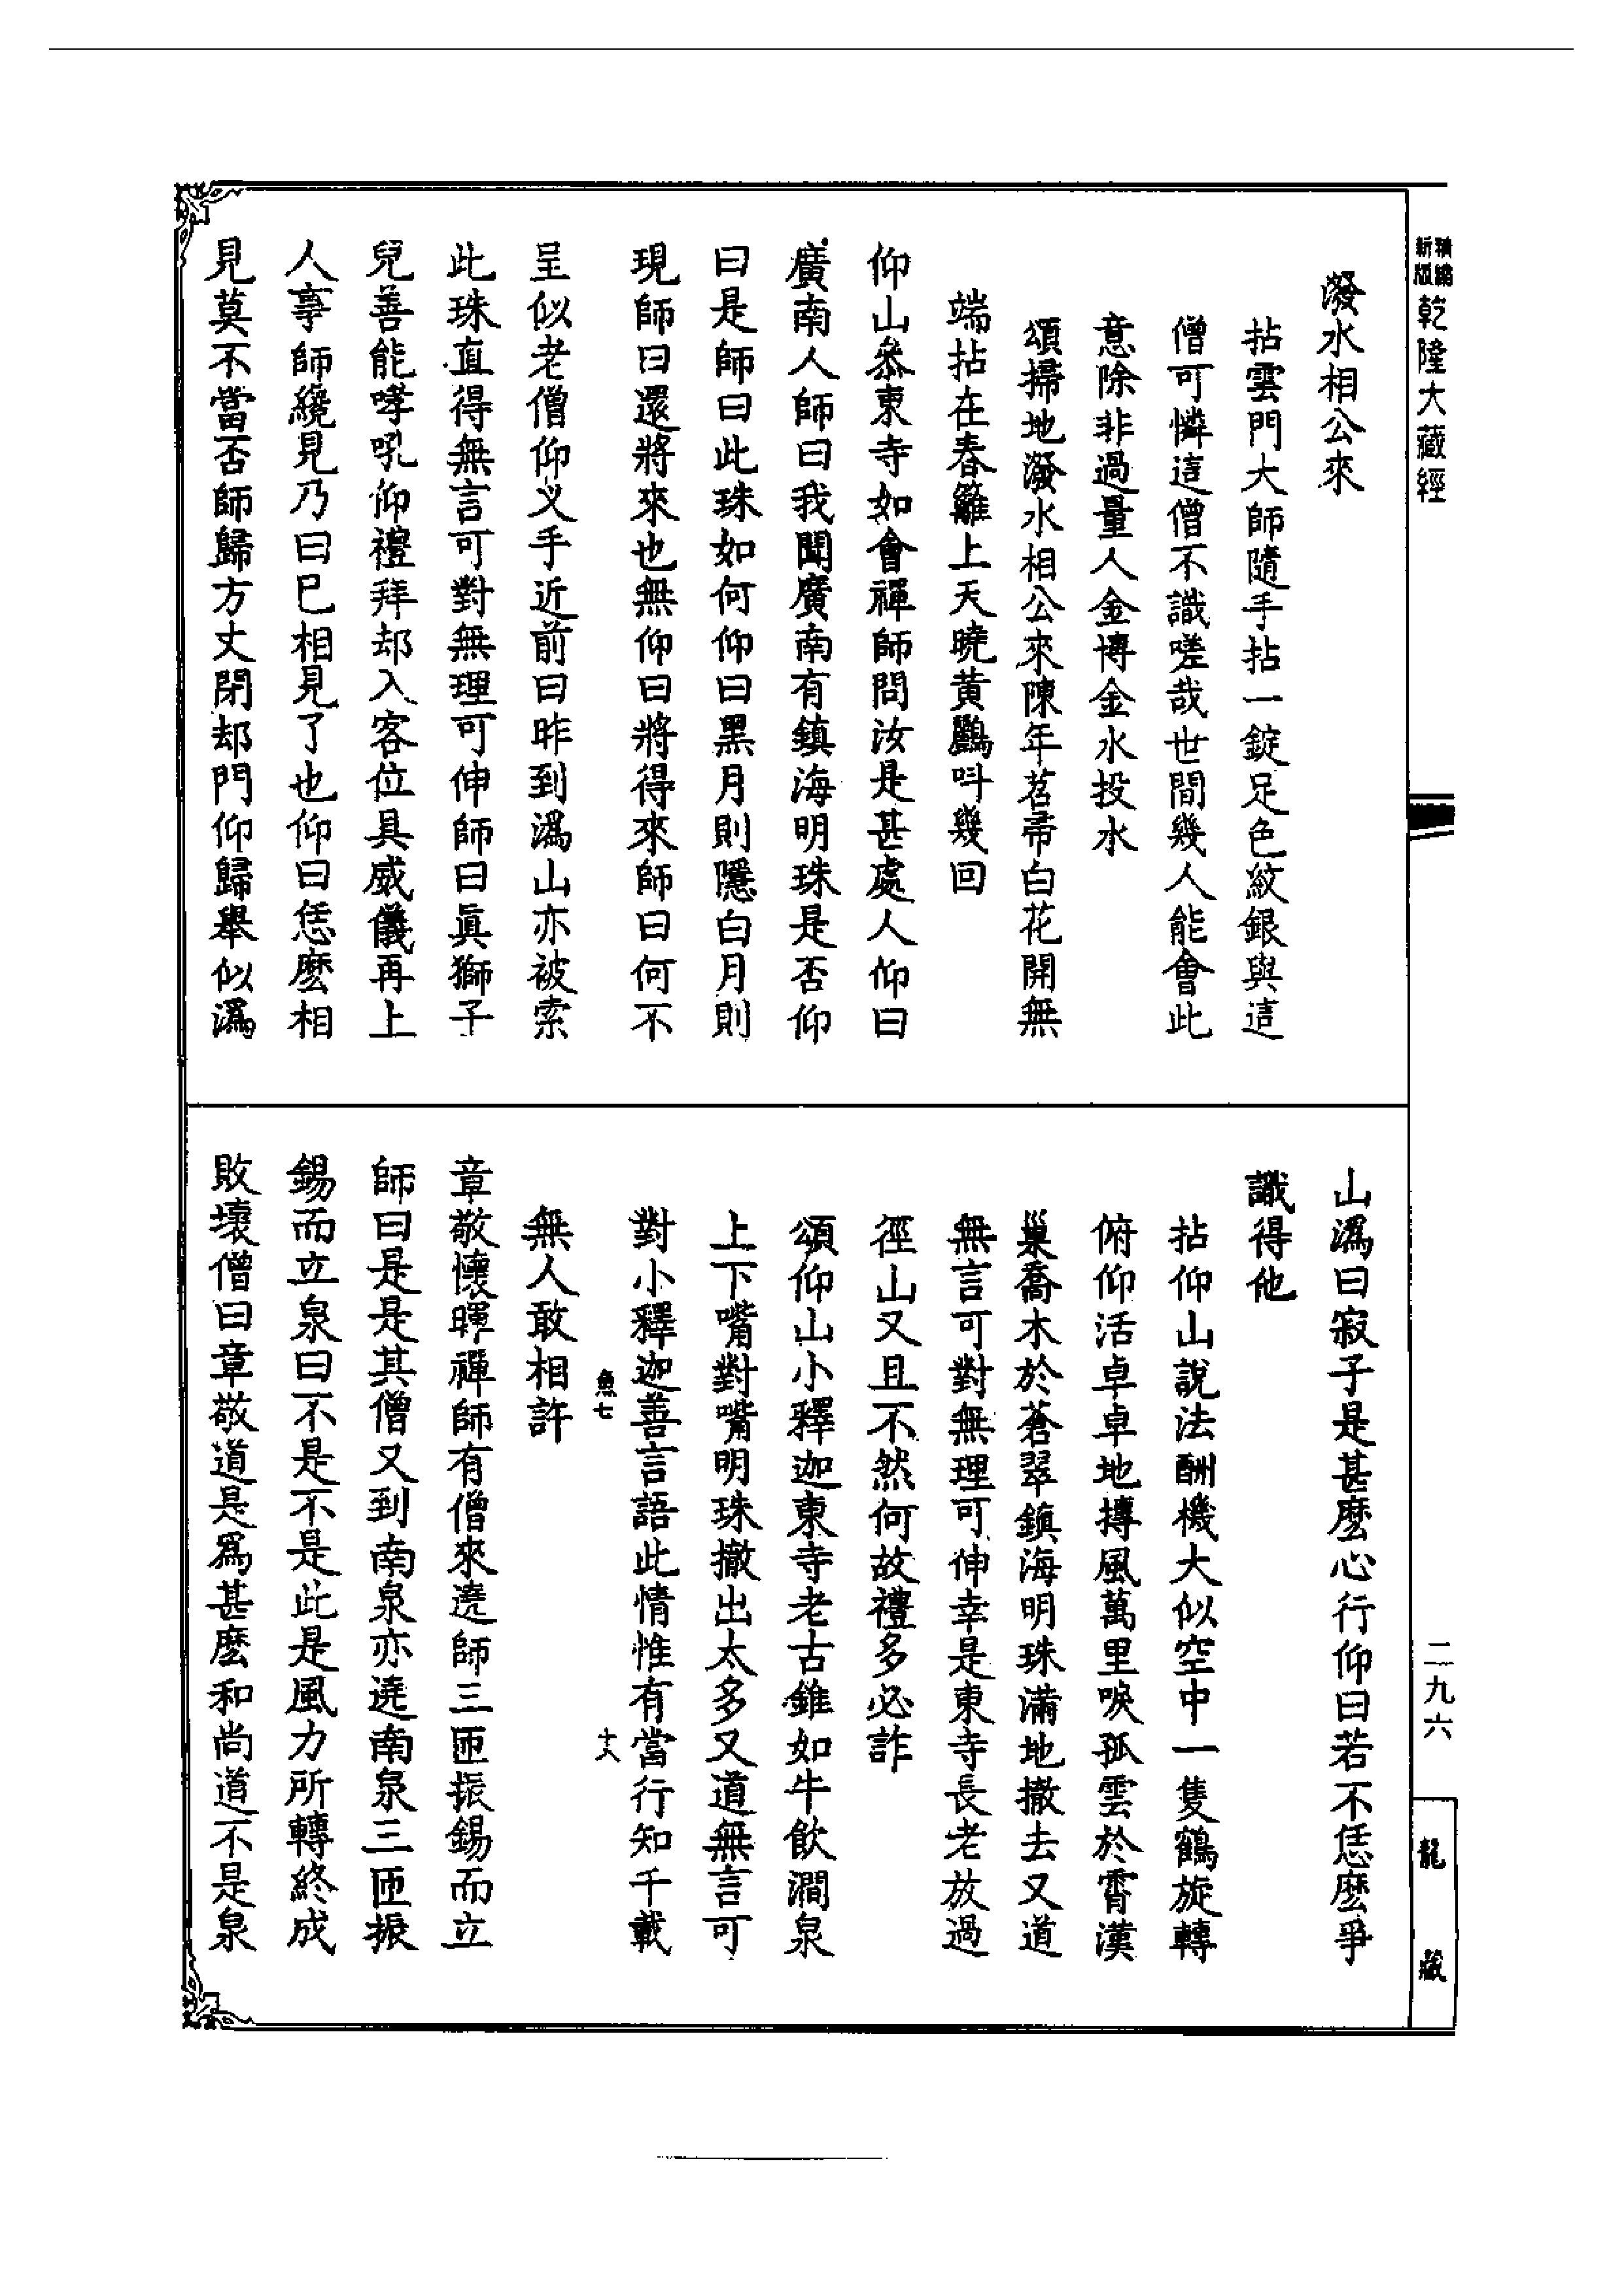 精編
新版
乾隆大藏經
潑水相公來
拈雲門大師隨手拈一錠足色紋銀與這
僧可憐這僧不識嗟哉世間幾人能會此
意除非過量人金博金水投水
頌掃地潑水相公來陳年茗帚白花開無
端拈在春籬上天曉黃鸝呌幾回
仰山叅東寺如會禪師問汝是甚處人仰曰
廣南人師曰我聞廣南有鎮海明珠是否仰
曰是師曰此珠如何仰曰黑月則隱白月則
現師曰還將來也無仰曰將得來師曰何不
呈似老僧仰义手近前曰昨到溈山亦被索
此珠直得無言可對無理可伸師曰眞獅子
兒善能哮吼仰禮拜却入客位具威儀再上
人事師纔見乃曰巳相見了也仰曰恁麽相
見莫不當否師歸方丈閉却門仰歸舉似溈
山溈曰寂子是甚麽心行仰曰若不恁麽爭
識得他
拈仰山說法酬機大似空中一隻鶴旋轉
俯仰活卓卓地摶風萬里唳孤雲於霄漢
巢喬木於蒼翠鎮海明珠滿地撒去又道
無言可對無理可伸幸是東寺長老放過
徑山又且不然何故禮多必詐
頌仰山小釋迦東寺老古錐如牛飲澗泉
上下嘴對嘴明珠撒出太多又道無言可
對小釋迦善言語此情惟有當行知千載
魚七
十八
無人敢相許
章敬懷暉禪師有僧來遶師三匝振錫而立
師曰是是其僧又到南泉亦遶南泉三匝振
錫而立泉曰不是不是此是風力所轉終成
敗壞僧曰章敬道是爲甚麽和尚道不是泉
二九六
龍藏